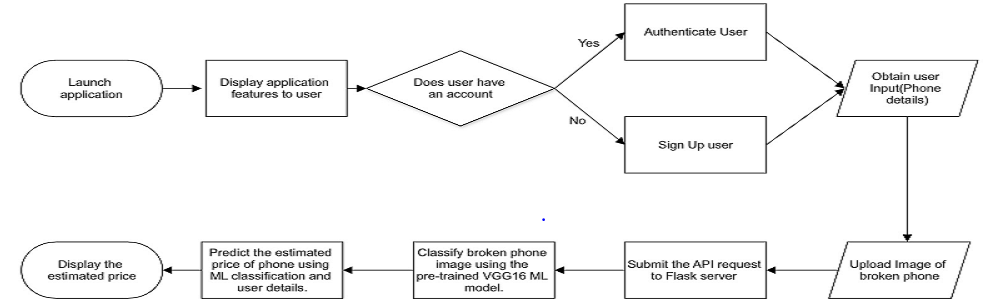 Launch
application
Display application
features to user
Does user have
an account
Yes
No
Authenticate User
Sign Up user
Obtain user
Input(Phone
details)
Upload Image of
broken phone
Submit the API request
to Flask server
Classify broken phone
image using the
pre-trained VGG16 ML
model.
Predict the estimated
price of phone using
ML classification and
user details.
Display the
estimated price